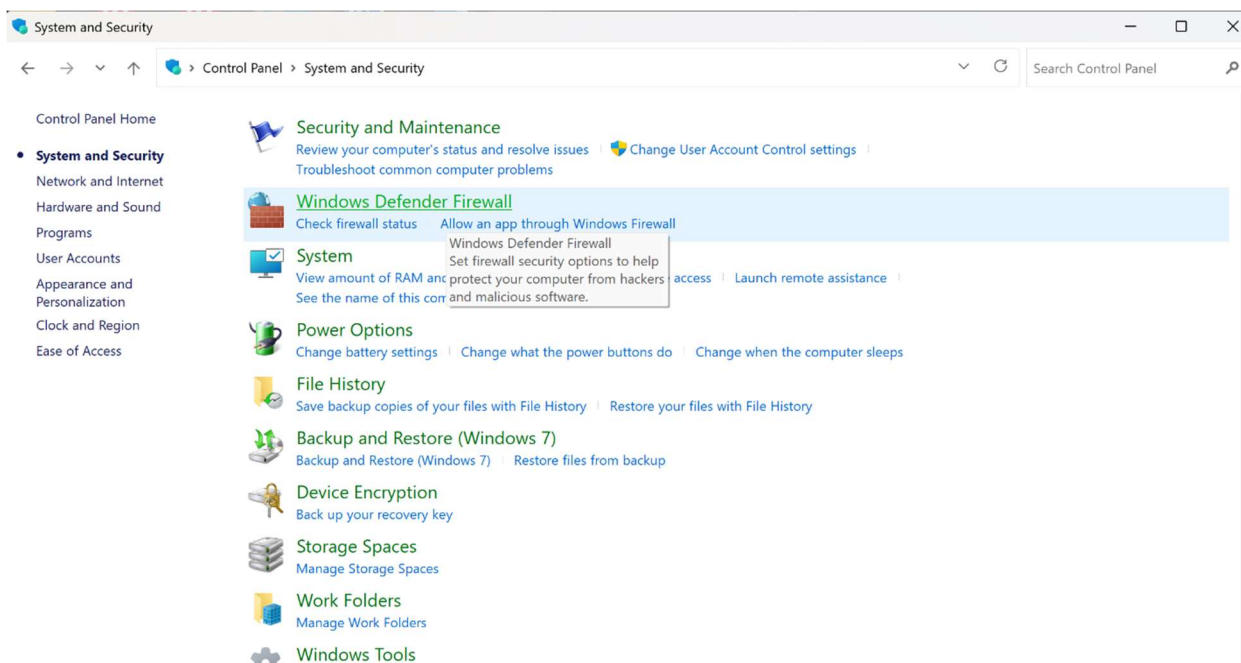 System and Security
Control Panel > System and Security
Search Control Panel
Control Panel Home
System and Security
Network and Internet
Hardware and Sound
Programs
User Accounts
Appearance and
Personalization
Clock and Region
Ease of Access
Security and Maintenance
Review your computer's status and resolve issues Change User Account Control settings
Troubleshoot common computer problems
Windows Defender Firewall
Check firewall status Allow an app through Windows Firewall
Windows Defender Firewall
Set firewall security options to help
protect your computer from hackers
and malicious software.
System
View amount of RAM access Launch remote assistance
See the name of this
Power Options
Change battery settings Change what the power buttons do Change when the computer sleeps
File History
Save backup copies of your files with File History Restore your files with File History
Backup and Restore (Windows 7)
Backup and Restore (Windows 7) Restore files from backup
Device Encryption
Back up your recovery key
Storage Spaces
Manage Storage Spaces
Work Folders
Manage Work Folders
Windows Tools